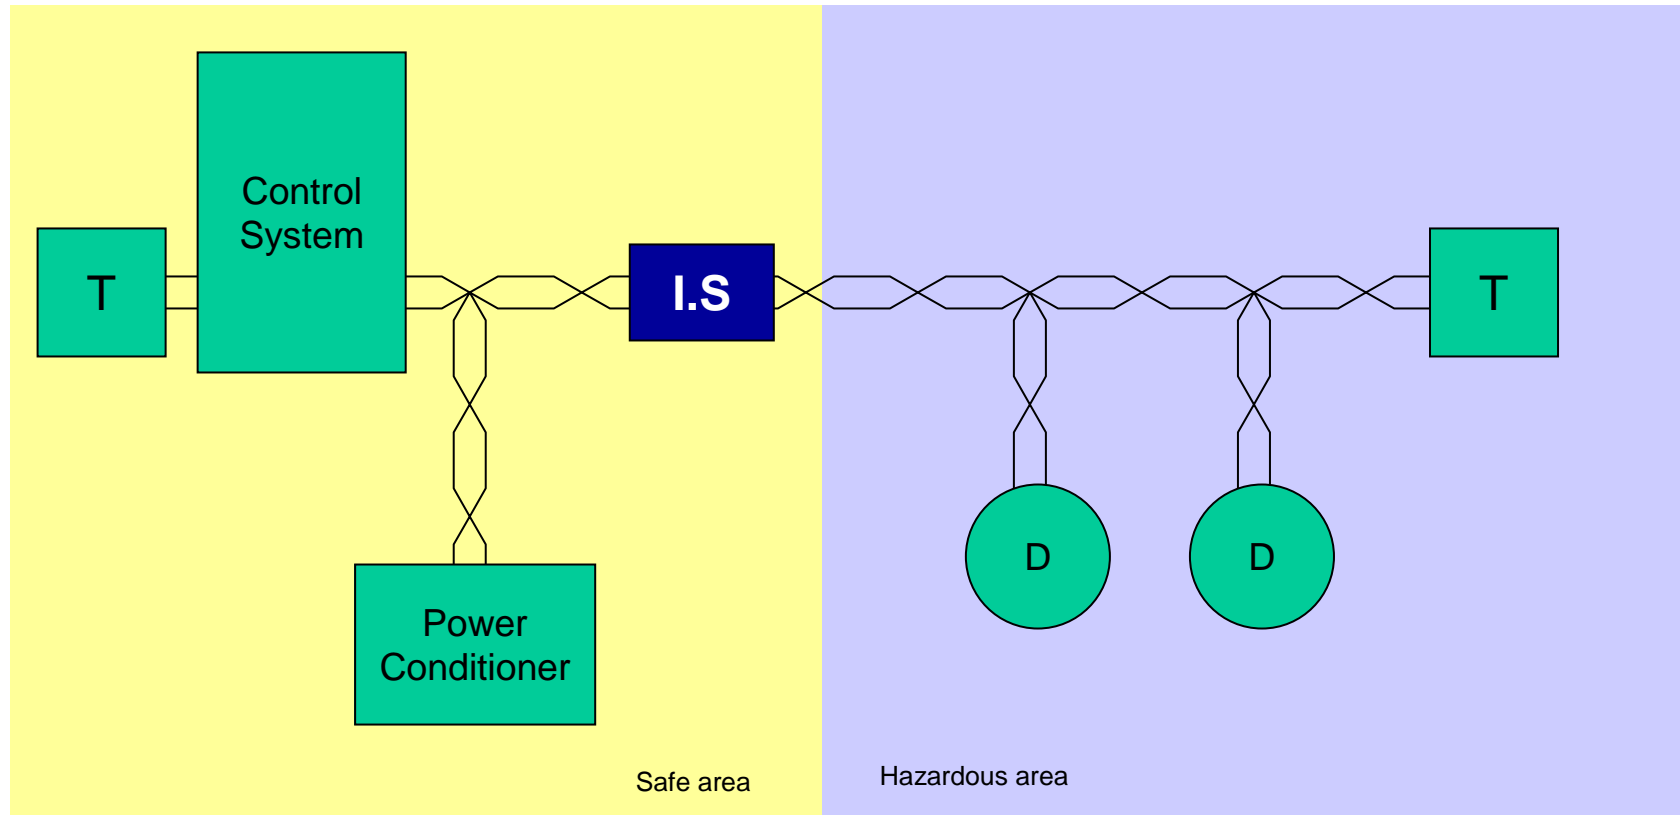 Control
System
T
I.S
T
D
D
Power
Conditioner
Safe area
Hazardous area